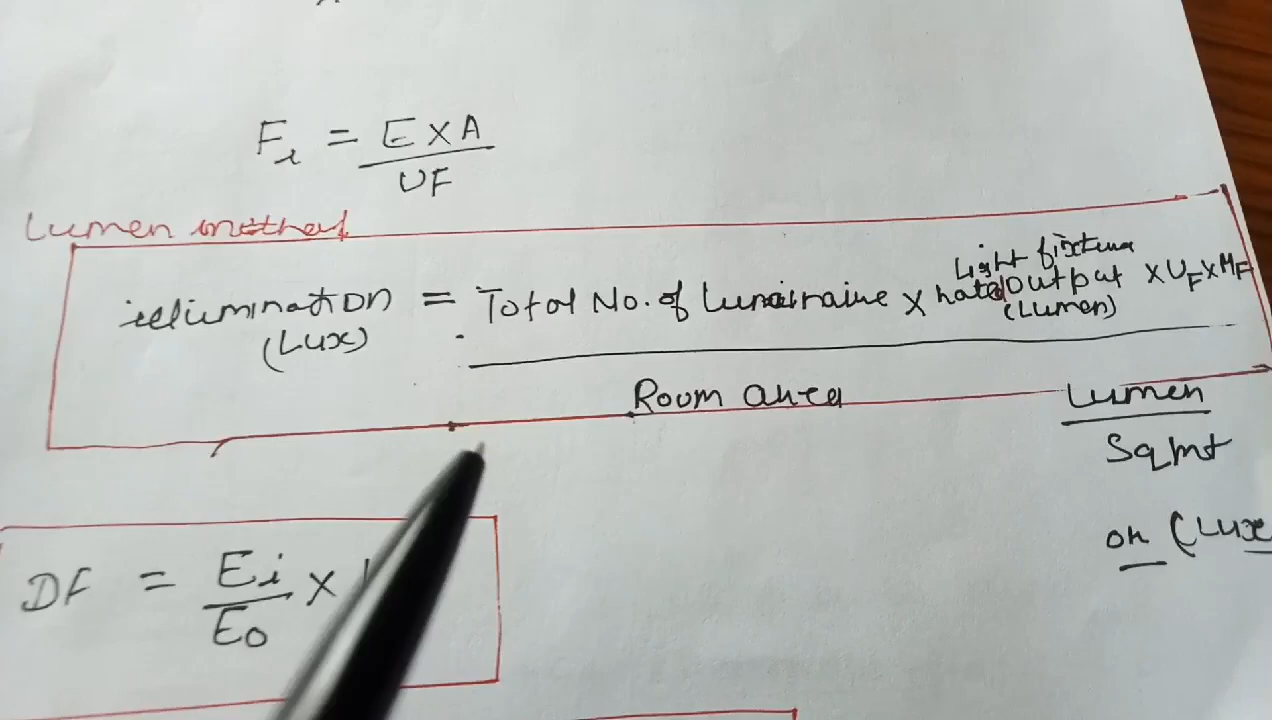 Fi = E X A
UF
Lumen method
illumination = Total No. of Luminaire X rated output X UF X MF
Light fixture
(Lux)
(Lumen)
Room area
Lumen
Sqmt
or (Lux
DF = Ei X
Eo